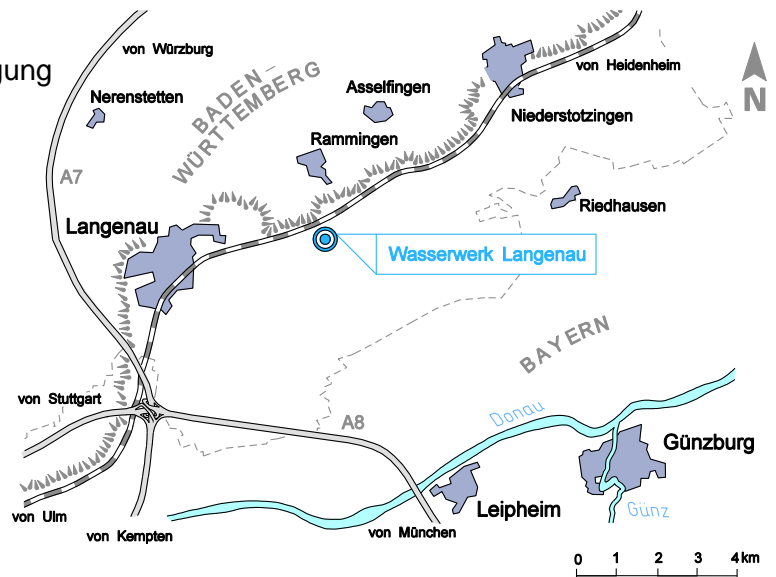 von Würzburg
gung
von Heidenheim
Nerenstetten
BADEN–
WÜRTTEMBERG
Asselfingen
N
Niederstotzingen
Rammingen
A7
Riedhausen
Langenau
Wasserwerk Langenau
BAYERN
von Stuttgart
A8
Donau
Günzburg
Leipheim
Günz
von Ulm
von Kempten
von München
0 1 2 3 4 km